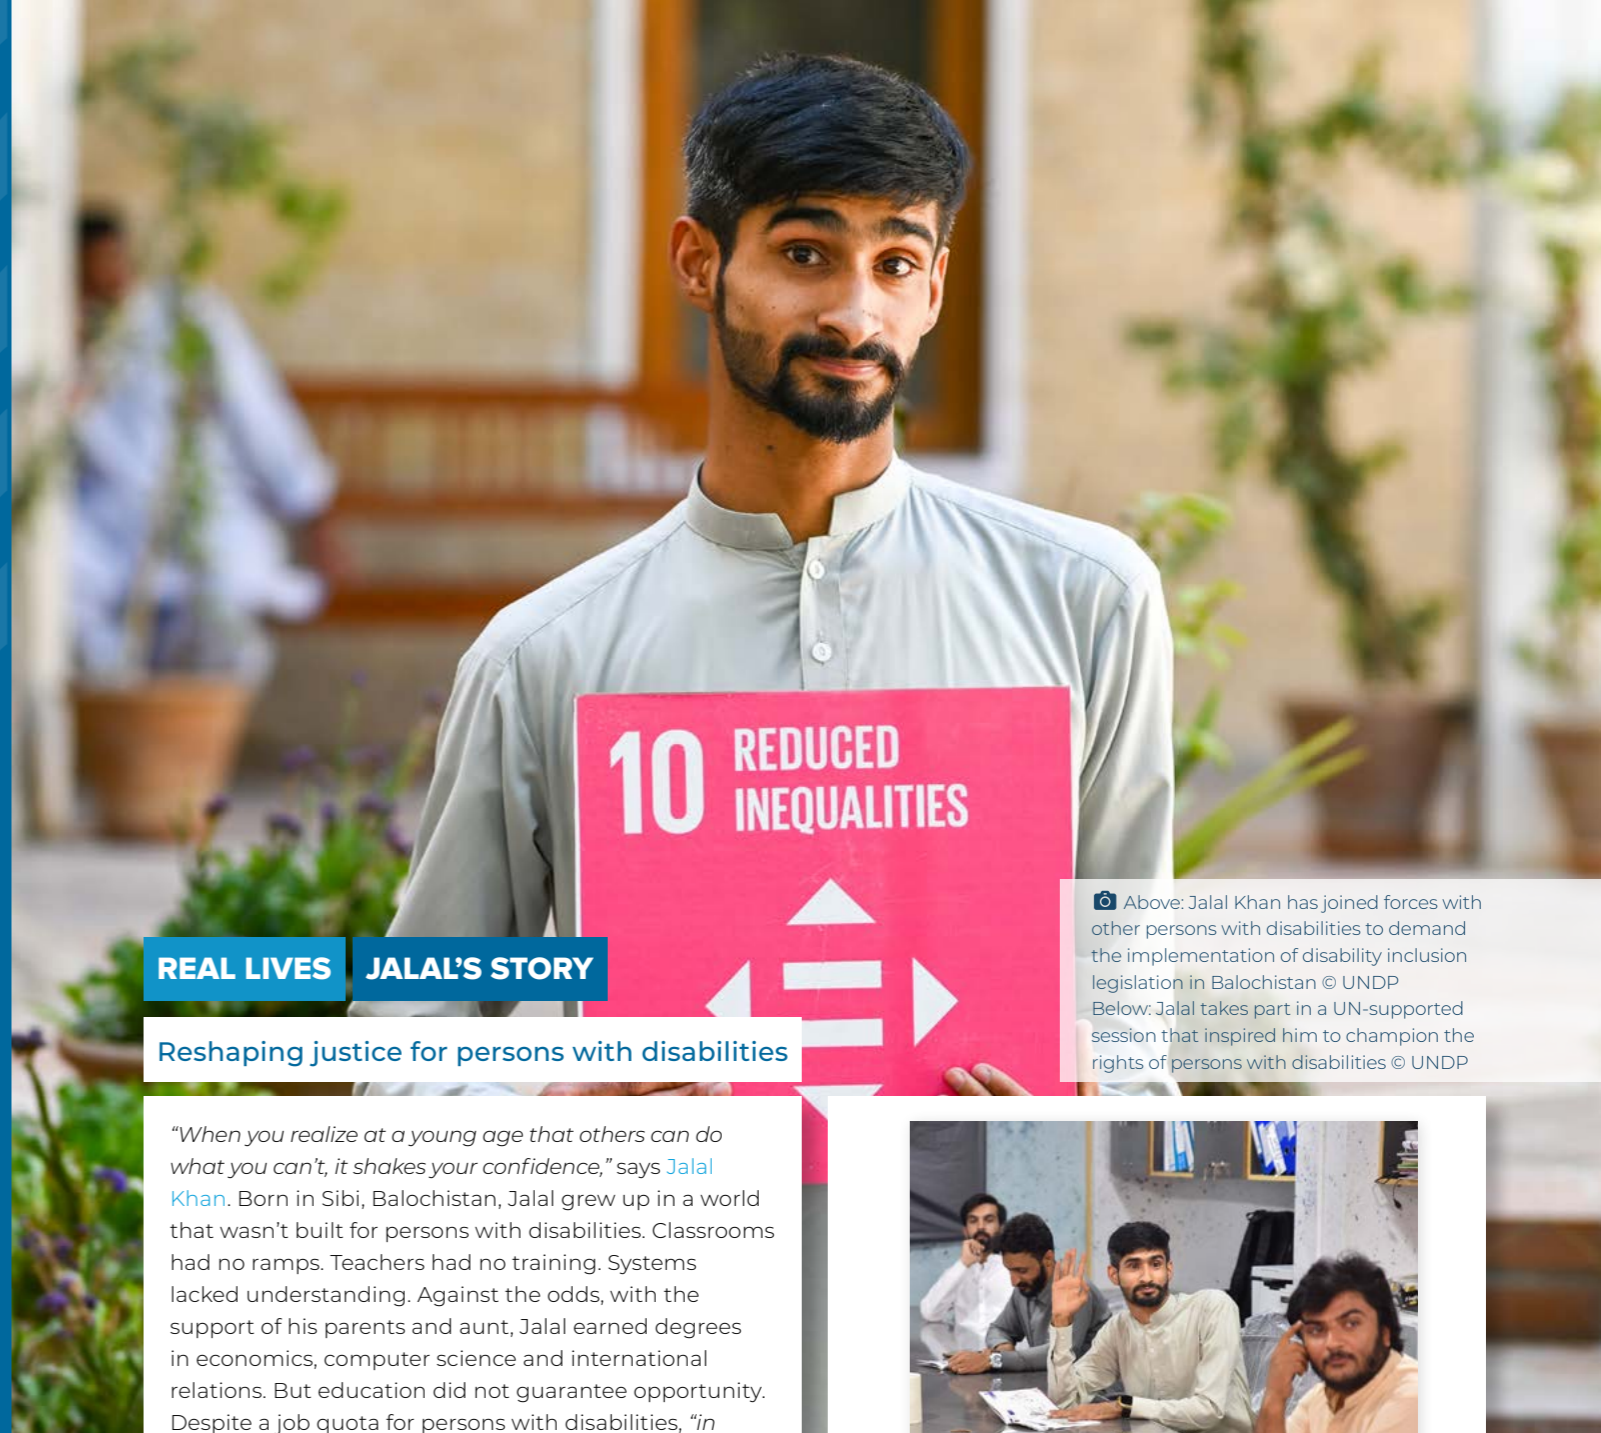 10 REDUCED
INEQUALITIES
Above: Jalal Khan has joined forces with
other persons with disabilities to demand
the implementation of disability inclusion
legislation in Balochistan © UNDP
Below: Jalal takes part in a UN-supported
session that inspired him to champion the
rights of persons with disabilities © UNDP
REAL LIVES JALAL’S STORY
Reshaping justice for persons with disabilities
“When you realize at a young age that others can do
what you can’t, it shakes your confidence,” says Jalal
Khan. Born in Sibi, Balochistan, Jalal grew up in a world
that wasn’t built for persons with disabilities. Classrooms
had no ramps. Teachers had no training. Systems
lacked understanding. Against the odds, with the
support of his parents and aunt, Jalal earned degrees
in economics, computer science and international
relations. But education did not guarantee opportunity.
Despite a job quota for persons with disabilities, “in